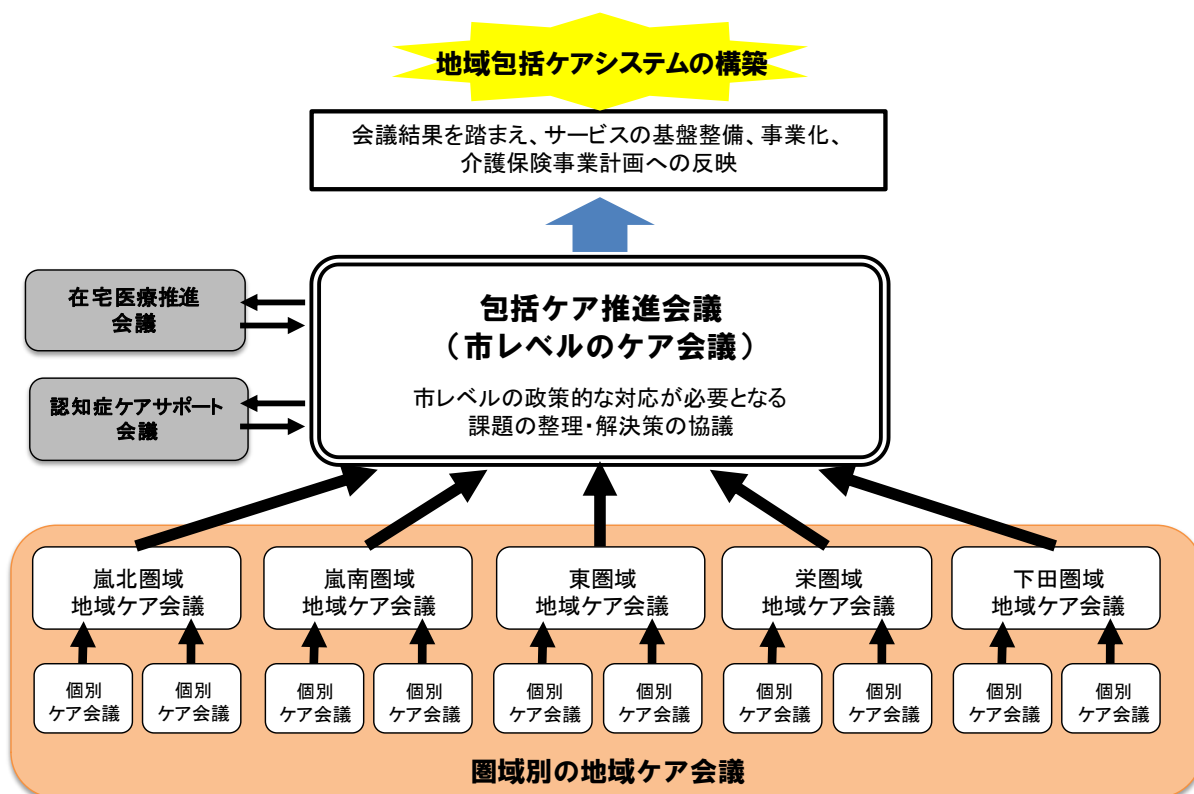 地域包括ケアシステムの構築
会議結果を踏まえ、サービスの基盤整備、事業化、
介護保険事業計画への反映
在宅医療推進
会議
包括ケア推進会議
（市レベルのケア会議）
認知症ケアサポート
会議
市レベルの政策的な対応が必要となる
課題の整理・解決策の協議
嵐北圏域
地域ケア会議
嵐南圏域
地域ケア会議
東圏域
地域ケア会議
栄圏域
地域ケア会議
下田圏域
地域ケア会議
個別
ケア会議
個別
ケア会議
個別
ケア会議
個別
ケア会議
個別
ケア会議
個別
ケア会議
個別
ケア会議
個別
ケア会議
個別
ケア会議
個別
ケア会議
圏域別の地域ケア会議